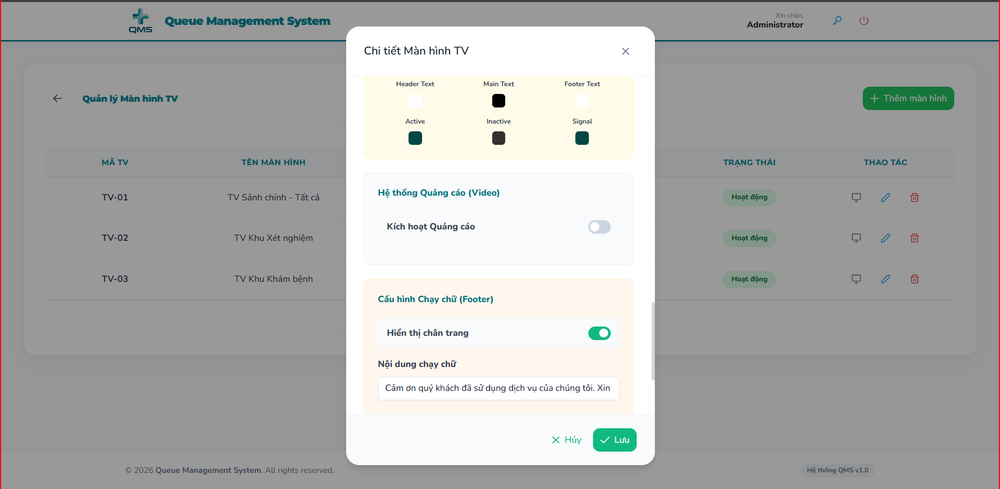 QMS
Queue Management System
Xin chào,
Administrator
Chi tiết Màn hình TV
Quản lý Màn hình TV
Thêm màn hình
Header Text
Main Text
Footer Text
Active
Inactive
Signal
MÃ TV
TÊN MÀN HÌNH
TRẠNG THÁI
THAO TÁC
TV-01
TV Sảnh chính - Tất cả
Hoạt động
TV-02
TV Khu Xét nghiệm
Hoạt động
TV-03
TV Khu Khám bệnh
Hoạt động
Hệ thống Quảng cáo (Video)
Kích hoạt Quảng cáo
Cấu hình Chạy chữ (Footer)
Hiển thị chân trang
Nội dung chạy chữ
Cảm ơn quý khách đã sử dụng dịch vụ của chúng tôi. Xin
Hủy
Lưu
© 2026 Queue Management System. All rights reserved.
Hệ thống QMS v1.0